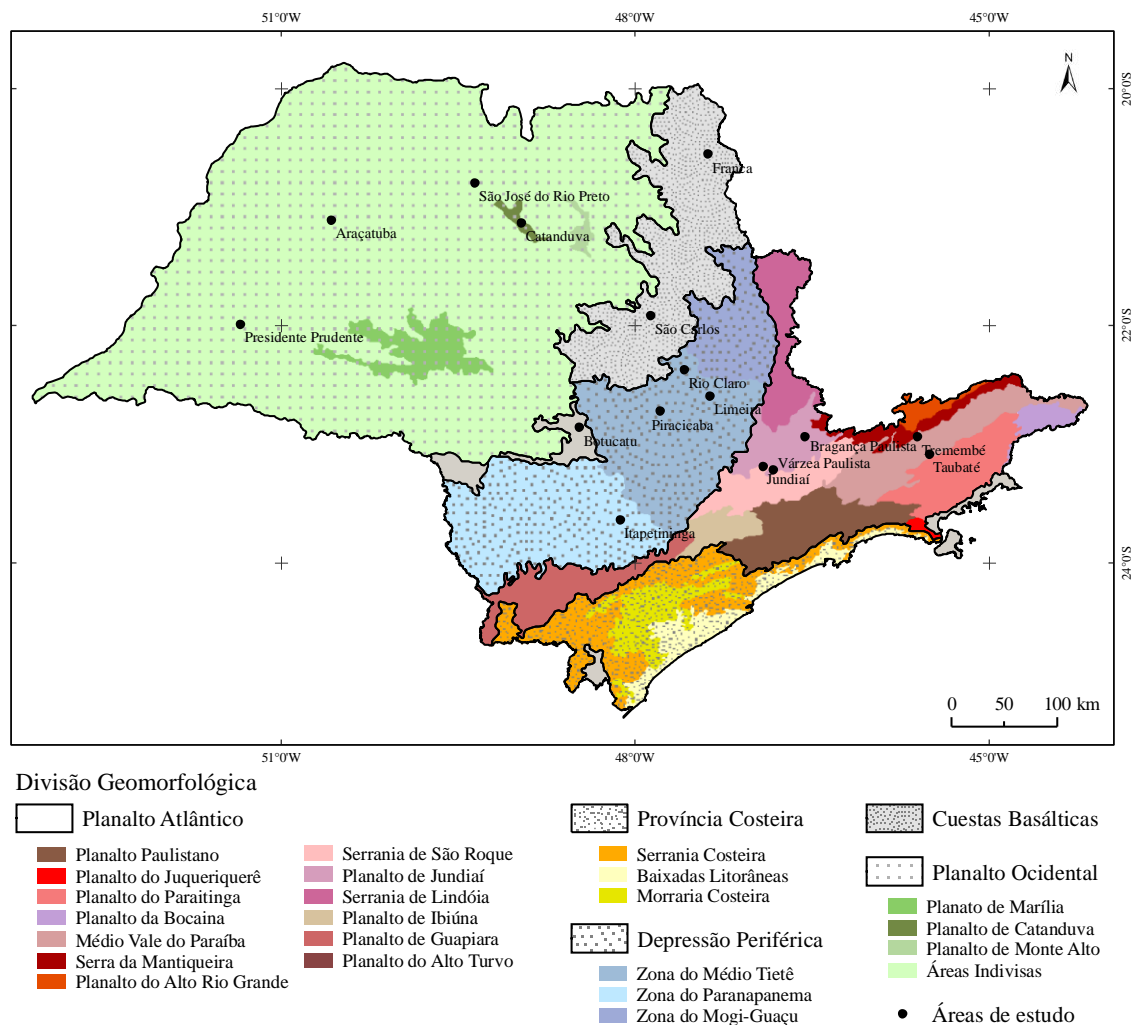 51°0'W
48°0'W
45°0'W
N
20°0'S
Franca
São José do Rio Preto
Araçatuba
Catanduva
22°0'S
São Carlos
Presidente Prudente
Rio Claro
Limeira
Piracicaba
Botucatu
Bragança Paulista
Tremembé
Várzea Paulista
Taubaté
Jundiaí
Itapetininga
24°0'S
0 50 100 km
51°0'W
48°0'W
45°0'W
Divisão Geomorfológica
Planalto Atlântico
Planalto Paulistano
Planalto do Juqueriquerê
Planalto do Paraitinga
Planalto da Bocaina
Médio Vale do Paraíba
Serra da Mantiqueira
Planalto do Alto Rio Grande
Serrania de São Roque
Planalto de Jundiaí
Serrania de Lindóia
Planalto de Ibiúna
Planalto de Guapiara
Planalto do Alto Turvo
Província Costeira
Serrania Costeira
Baixadas Litorâneas
Morraria Costeira
Depressão Periférica
Zona do Médio Tietê
Zona do Paranapanema
Zona do Mogi-Guaçu
Cuestas Basálticas
Planalto Ocidental
Planato de Marília
Planalto de Catanduva
Planalto de Monte Alto
Áreas Indivisas
Áreas de estudo